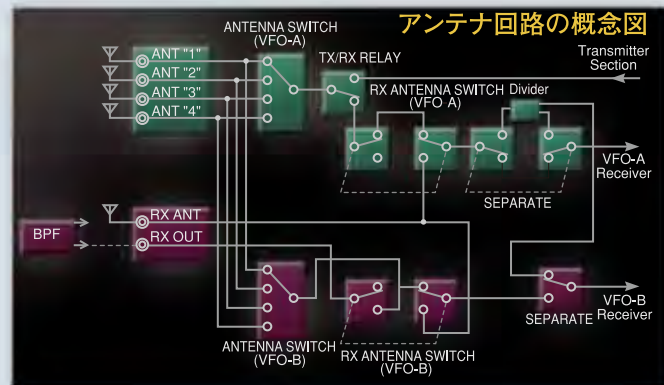 アンテナ回路の概念図
ANTENNA SWITCH
(VFO-A)
TX/RX RELAY
Transmitter
Section
ANT "1"
ANT "2"
ANT "3"
ANT "4"
RX ANTENNA SWITCH
(VFO-A)
Divider
VFO-A
Receiver
SEPARATE
RX ANT
RX OUT
BPF
ANTENNA SWITCH
(VFO-B)
RX ANTENNA SWITCH
(VFO-B)
SEPARATE
VFO-B
Receiver